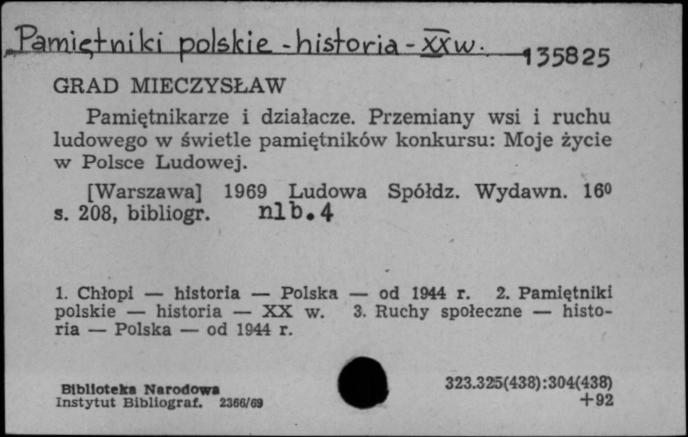 Pamiętniki polskie - historia - XX w.
135825
GRAD MIECZYSŁAW
Pamiętnikarze i działacze. Przemiany wsi i ruchu
ludowego w świetle pamiętników konkursu: Moje życie
w Polsce Ludowej.
[Warszawa] 1969 Ludowa Spółdz. Wydawn. 16⁰
s. 208, bibliogr. nlb. 4
1. Chłopi — historia — Polska — od 1944 r. 2. Pamiętniki
polskie — historia — XX w. 3. Ruchy społeczne — histo-
ria — Polska — od 1944 r.
Biblioteka Narodowa
Instytut Bibliograf. 2366/69
323.325(438):304(438)
+92